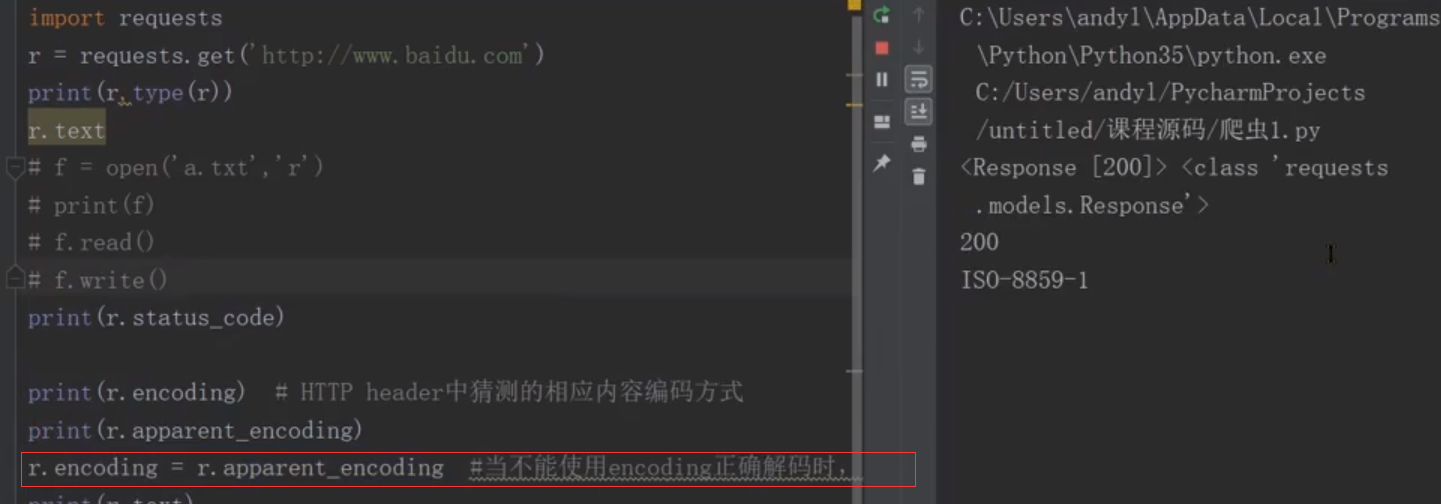 import requests
r = requests.get('http://www.baidu.com')
print(r,type(r))
r.text
# f = open('a.txt','r')
# print(f)
# f.read()
# f.write()
print(r.status_code)
print(r.encoding)  # HTTP header中猜测的相应内容编码方式
print(r.apparent_encoding)
r.encoding = r.apparent_encoding  #当不能使用encoding正确解码时，
print(r.text)
C:\Users\andyl\AppData\Local\Programs
\Python\Python35\python.exe
C:/Users/andyl/PycharmProjects
/untitled/课程源码/爬虫1.py
<Response [200]> <class 'requests
.models.Response'>
200
ISO-8859-1